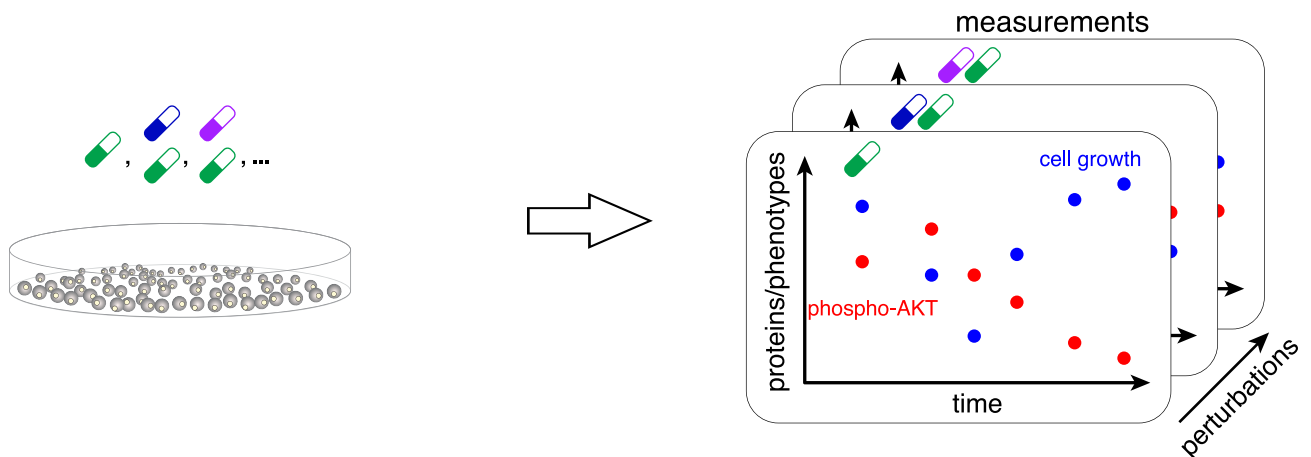 measurements
, , , ...
cell growth
phospho-AKT
proteins/phenotypes
time
perturbations